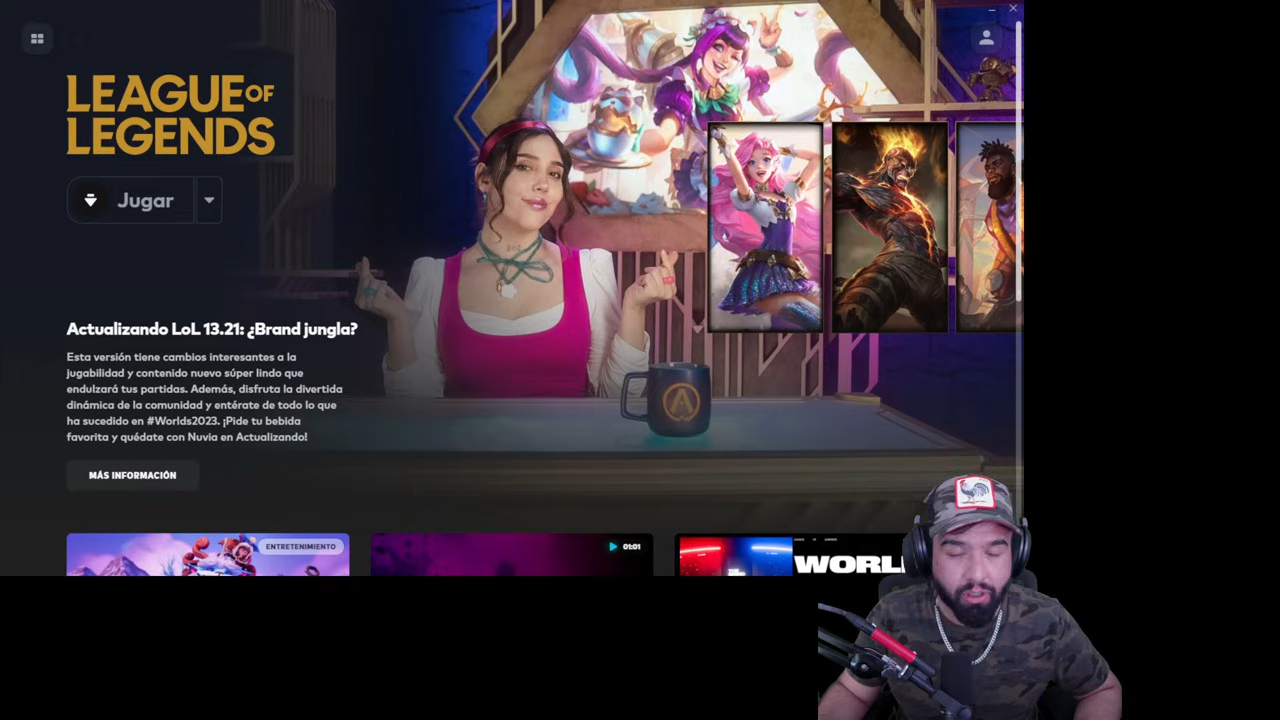 LEAGUE OF
LEGENDS
Jugar
Actualizando LoL 13.21: ¿Brand jungla?
Esta versión tiene cambios interesantes a la
jugabilidad y contenido nuevo súper lindo que
endulzará tus partidas. Además, disfruta la divertida
dinámica de la comunidad y entérate de todo lo que
ha sucedido en #Worlds2023. ¡Pide tu bebida
favorita y quédate con Nuvia en Actualizando!
MÁS INFORMACIÓN
ENTRETENIMIENTO
01:01
WORL